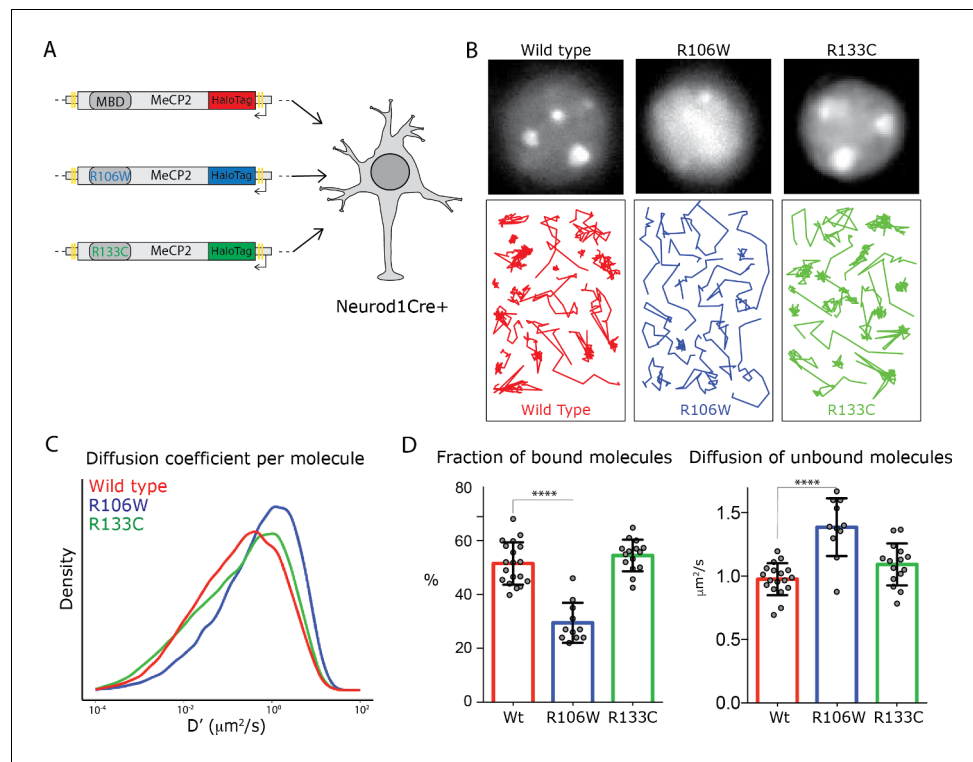 A
MBD MeCP2 HaloTag
R106W MeCP2 HaloTag
R133C MeCP2 HaloTag
Neurod1Cre+
B
Wild type R106W R133C
Wild Type R106W R133C
C
Diffusion coefficient per molecule
Wild type
R106W
R133C
Density
10⁻⁴ 10⁻² 10⁰ 10²
D' (μm²/s)
D
Fraction of bound molecules
80
60
40
20
0
%
****
Wt R106W R133C
Diffusion of unbound molecules
1.5
1.0
0.5
0.0
μm²/s
****
Wt R106W R133C